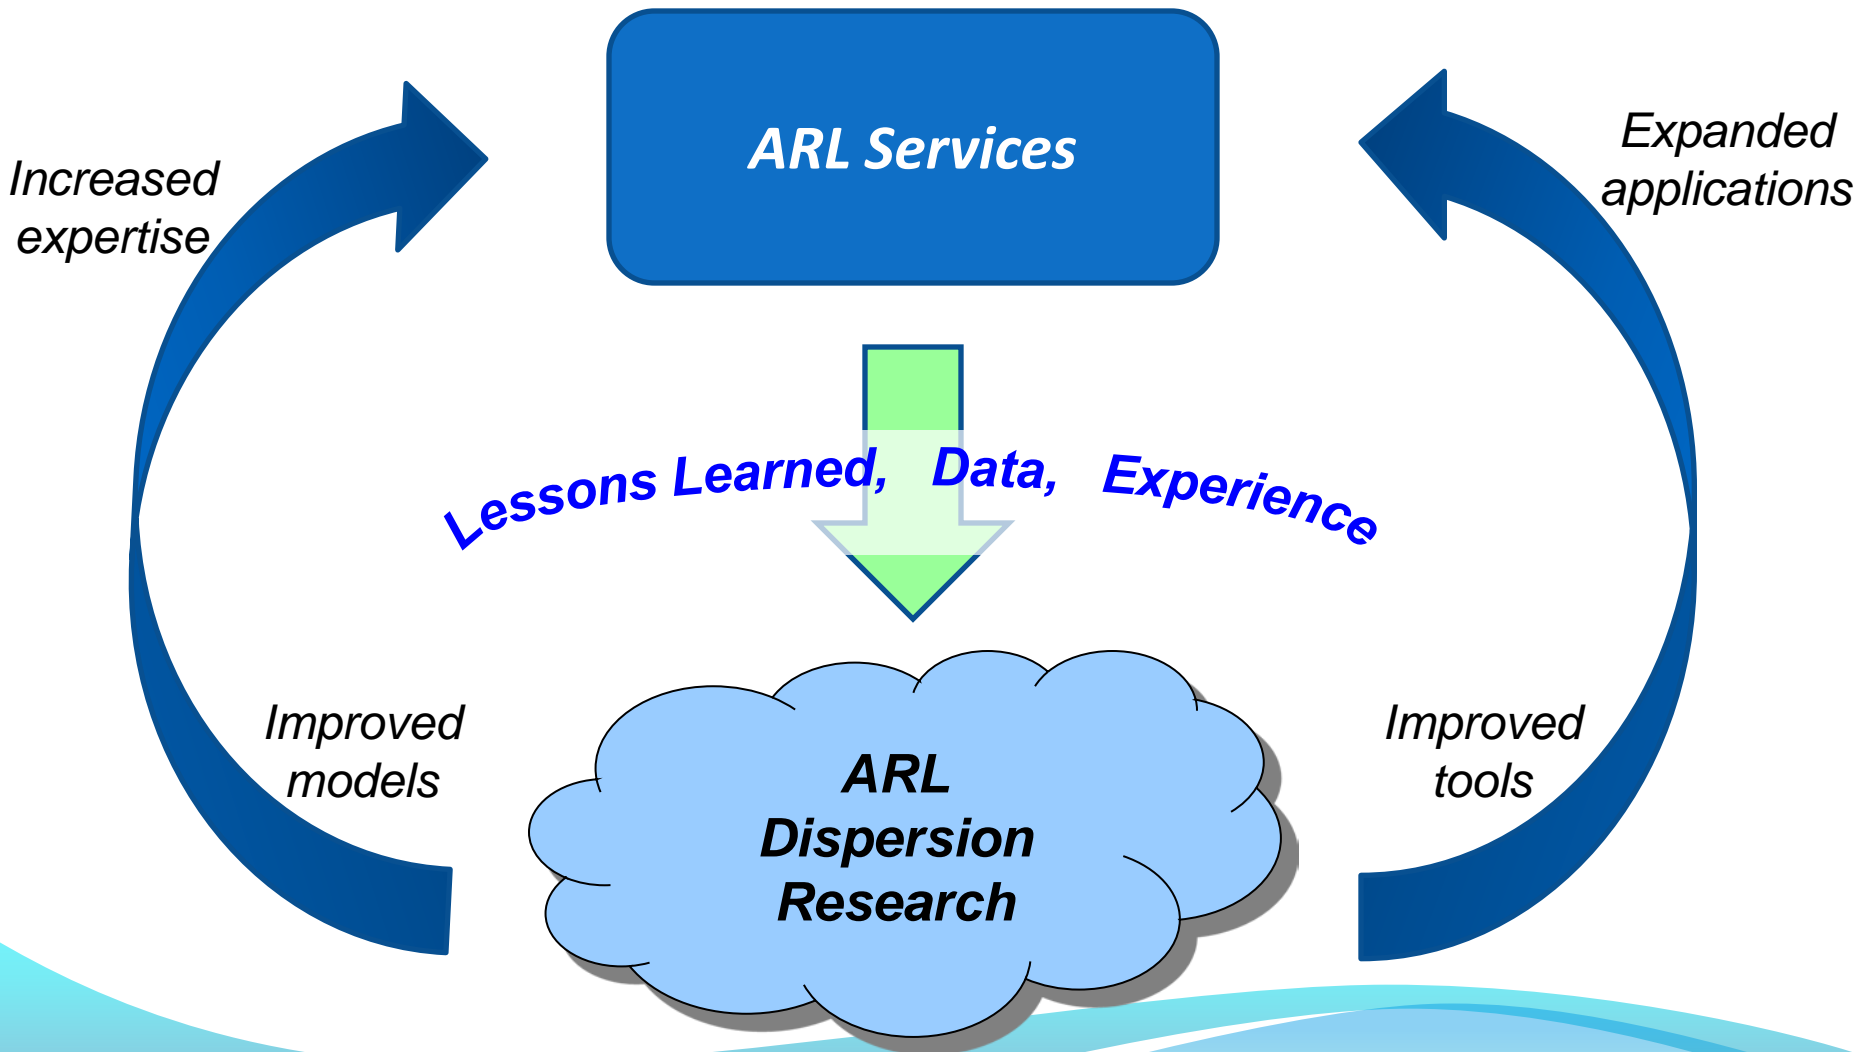 ARL Services
Increased
expertise
Expanded
applications
Lessons Learned, Data, Experience
Improved
models
Improved
tools
ARL
Dispersion
Research